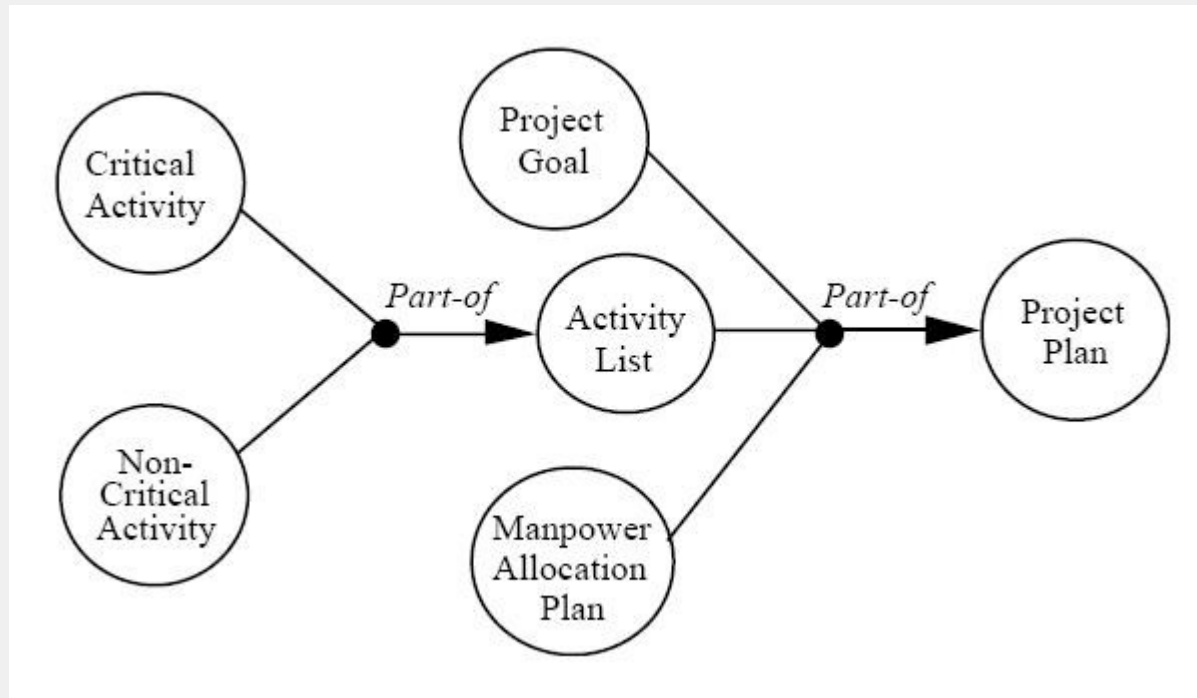 Critical
Activity
Non-
Critical
Activity
Part-of
Project
Goal
Activity
List
Manpower
Allocation
Plan
Part-of
Project
Plan